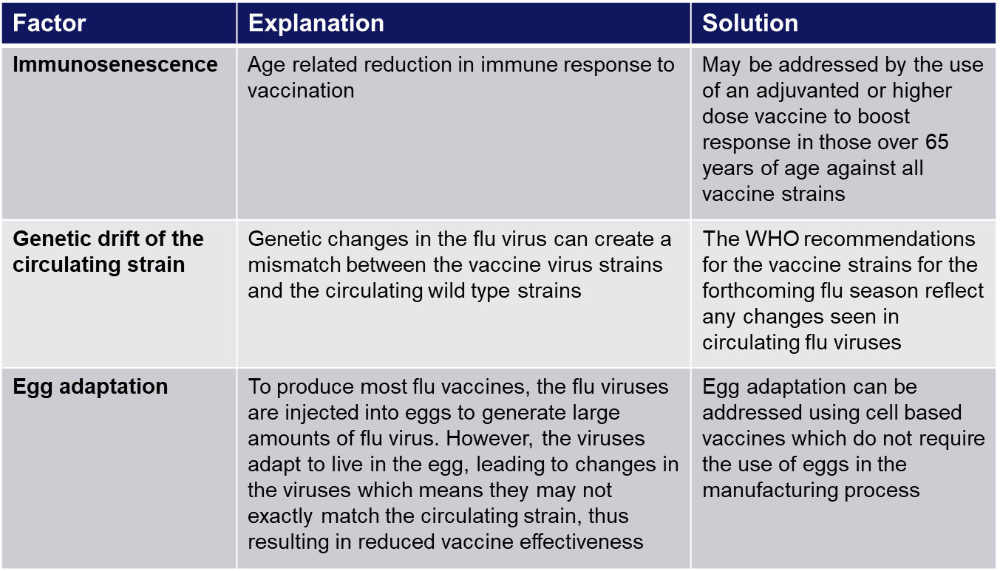 Factor
Explanation
Solution
Immunosenescence
Age related reduction in immune response to
vaccination
May be addressed by the use
of an adjuvanted or higher
dose vaccine to boost
response in those over 65
years of age against all
vaccine strains
Genetic drift of the
circulating strain
Genetic changes in the flu virus can create a
mismatch between the vaccine virus strains
and the circulating wild type strains
The WHO recommendations
for the vaccine strains for the
forthcoming flu season reflect
any changes seen in
circulating flu viruses
Egg adaptation
To produce most flu vaccines, the flu viruses
are injected into eggs to generate large
amounts of flu virus. However, the viruses
adapt to live in the egg, leading to changes in
the viruses which means they may not
exactly match the circulating strain, thus
resulting in reduced vaccine effectiveness
Egg adaptation can be
addressed using cell based
vaccines which do not require
the use of eggs in the
manufacturing process